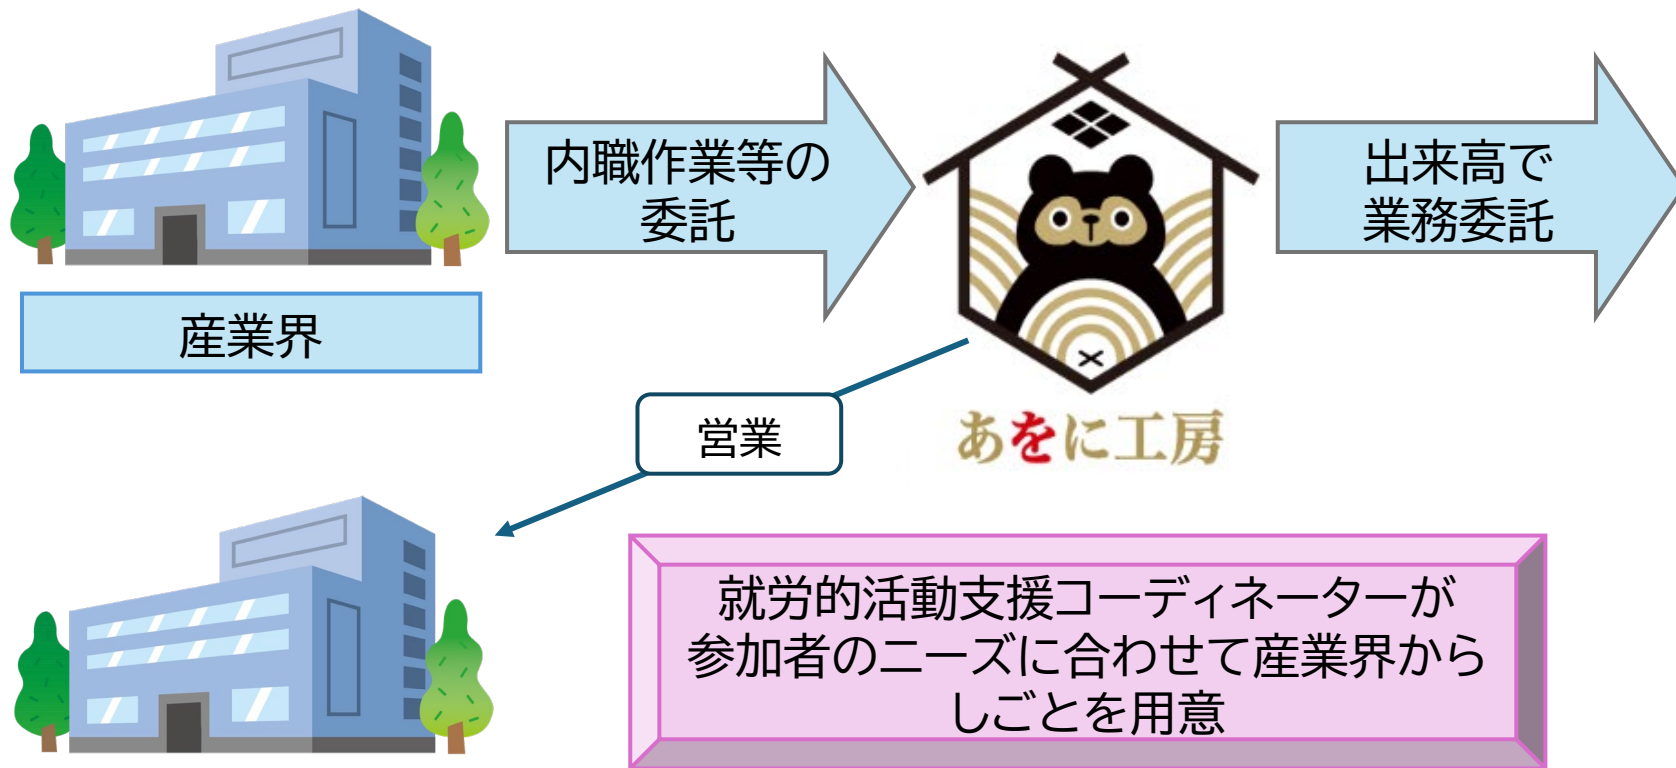 内職作業等の
委託
出来高で
業務委託
産業界
あをに工房
営業
就労的活動支援コーディネーターが
参加者のニーズに合わせて産業界から
しごとを用意